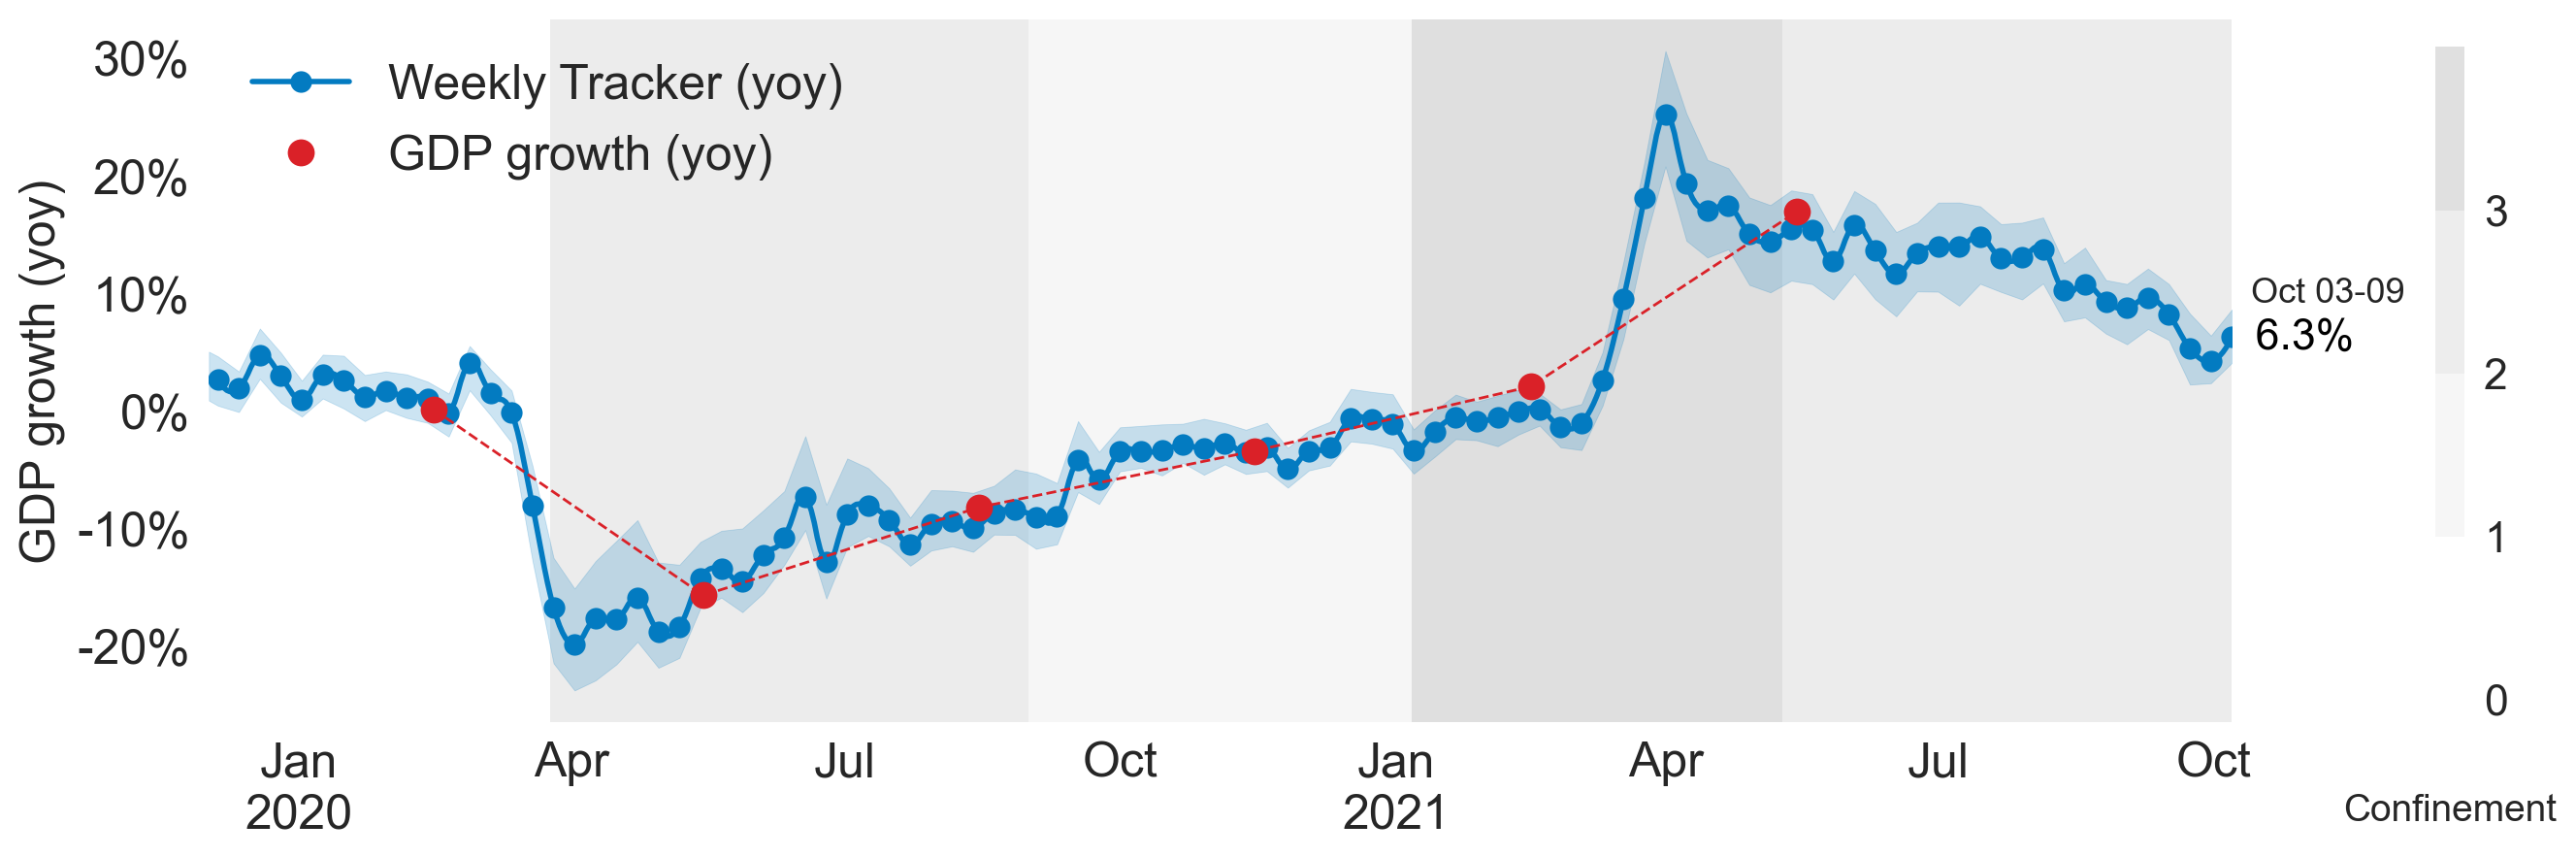 Weekly Tracker (yoy)
GDP growth (yoy)
GDP growth (yoy)
30%
20%
10%
0%
-10%
-20%
Jan
2020
Apr
Jul
Oct
Jan
2021
Apr
Jul
Oct
Oct 03-09
6.3%
3
2
1
0
Confinement